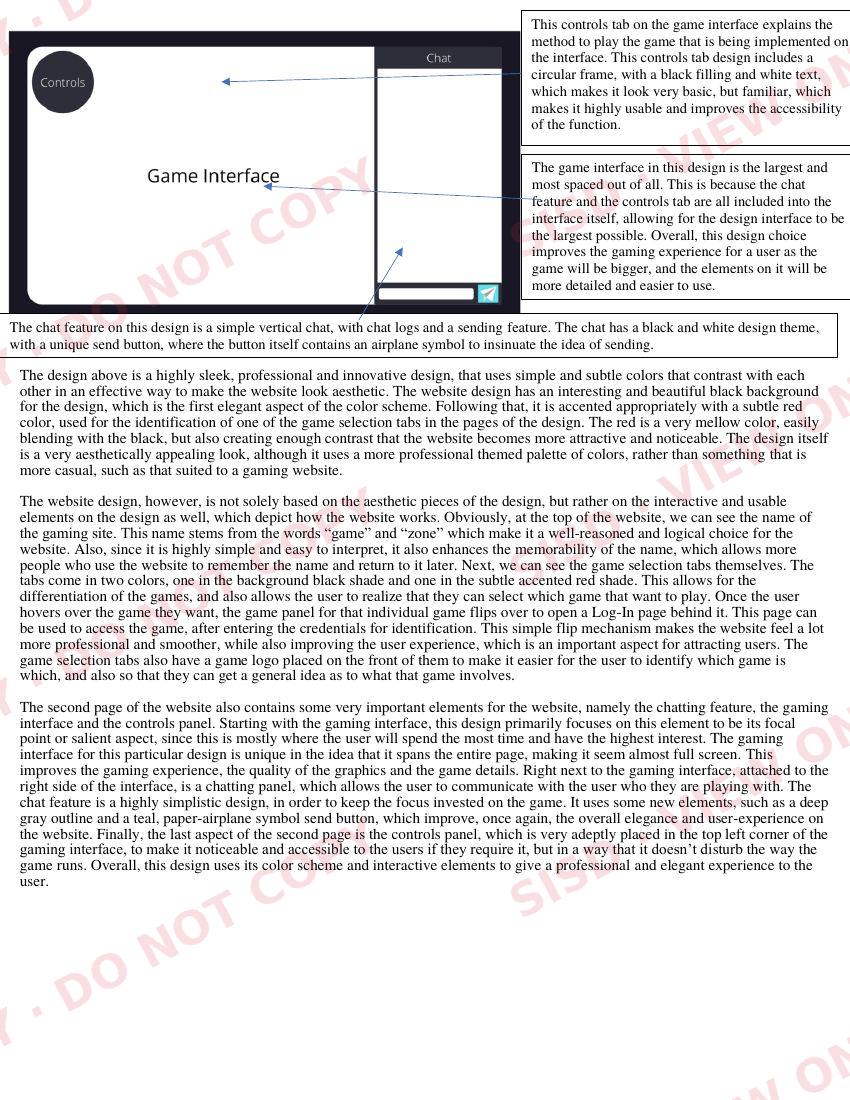 This controls tab on the game interface explains the
method to play the game that is being implemented on
the interface. This controls tab design includes a
circular frame, with a black filling and white text,
which makes it look very basic, but familiar, which
makes it highly usable and improves the accessibility
of the function.
Chat
Controls
Game Interface
The game interface in this design is the largest and
most spaced out of all. This is because the chat
feature and the controls tab are all included into the
interface itself, allowing for the design interface to be
the largest possible. Overall, this design choice
improves the gaming experience for a user as the
game will be bigger, and the elements on it will be
more detailed and easier to use.
The chat feature on this design is a simple vertical chat, with chat logs and a sending feature. The chat has a black and white design theme,
with a unique send button, where the button itself contains an airplane symbol to insinuate the idea of sending.
The design above is a highly sleek, professional and innovative design, that uses simple and subtle colors that contrast with each
other in an effective way to make the website look aesthetic. The website design has an interesting and beautiful black background
for the design, which is the first elegant aspect of the color scheme. Following that, it is accented appropriately with a subtle red
color, used for the identification of one of the game selection tabs in the pages of the design. The red is a very mellow color, easily
blending with the black, but also creating enough contrast that the website becomes more attractive and noticeable. The design itself
is a very aesthetically appealing look, although it uses a more professional themed palette of colors, rather than something that is
more casual, such as that suited to a gaming website.
The website design, however, is not solely based on the aesthetic pieces of the design, but rather on the interactive and usable
elements on the design as well, which depict how the website works. Obviously, at the top of the website, we can see the name of
the gaming site. This name stems from the words “game” and “zone” which make it a well-reasoned and logical choice for the
website. Also, since it is highly simple and easy to interpret, it also enhances the memorability of the name, which allows more
people who use the website to remember the name and return to it later. Next, we can see the game selection tabs themselves. The
tabs come in two colors, one in the background black shade and one in the subtle accented red shade. This allows for the
differentiation of the games, and also allows the user to realize that they can select which game that want to play. Once the user
hovers over the game they want, the game panel for that individual game flips over to open a Log-In page behind it. This page can
be used to access the game, after entering the credentials for identification. This simple flip mechanism makes the website feel a lot
more professional and smoother, while also improving the user experience, which is an important aspect for attracting users. The
game selection tabs also have a game logo placed on the front of them to make it easier for the user to identify which game is
which, and also so that they can get a general idea as to what that game involves.
The second page of the website also contains some very important elements for the website, namely the chatting feature, the gaming
interface and the controls panel. Starting with the gaming interface, this design primarily focuses on this element to be its focal
point or salient aspect, since this is mostly where the user will spend the most time and have the highest interest. The gaming
interface for this particular design is unique in the idea that it spans the entire page, making it seem almost full screen. This
improves the gaming experience, the quality of the graphics and the game details. Right next to the gaming interface, attached to the
right side of the interface, is a chatting panel, which allows the user to communicate with the user who they are playing with. The
chat feature is a highly simplistic design, in order to keep the focus invested on the game. It uses some new elements, such as a deep
gray outline and a teal, paper-airplane symbol send button, which improve, once again, the overall elegance and user-experience on
the website. Finally, the last aspect of the second page is the controls panel, which is very adeptly placed in the top left corner of the
gaming interface, to make it noticeable and accessible to the users if they require it, but in a way that it doesn’t disturb the way the
game runs. Overall, this design uses its color scheme and interactive elements to give a professional and elegant experience to the
user.
Y · DO NOT COPY
SISD · VIEW ON
Y · DO NOT COPY
SISD · VIEW ON
Y · DO NOT COPY
SISD · VIEW ON